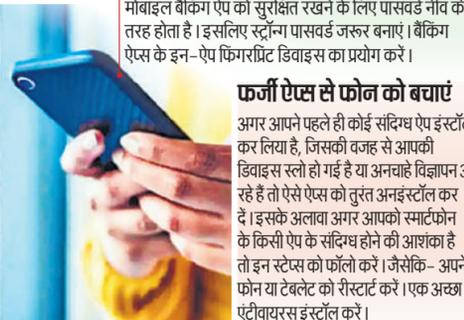 मोबाइल बैंकिंग ऐप को सुरक्षित रखने के लिए पासवर्ड नींव की
तरह होता है। इसलिए स्ट्रॉन्ग पासवर्ड जरूर बनाएं। बैंकिंग
ऐप्स के इन-ऐप फिंगरप्रिंट डिवाइस का प्रयोग करें।
फर्जी ऐप्स से फोन को बचाएं
अगर आपने पहले ही कोई संदिग्ध ऐप इंस्टॉल
कर लिया है, जिसकी वजह से आपकी
डिवाइस स्लो हो गई है या अनचाहे विज्ञापन
रहे हैं तो ऐसे ऐप्स को तुरंत अनइंस्टॉल कर
दें। इसके अलावा अगर आपको स्मार्टफोन
के किसी ऐप के संदिग्ध होने की आशंका है
तो इन स्टेप्स को फॉलो करें। जैसेकि- अपने
फोन या टेबलेट को रीस्टार्ट करें। एक अच्छा
एंटीवायरस इंस्टॉल करें।